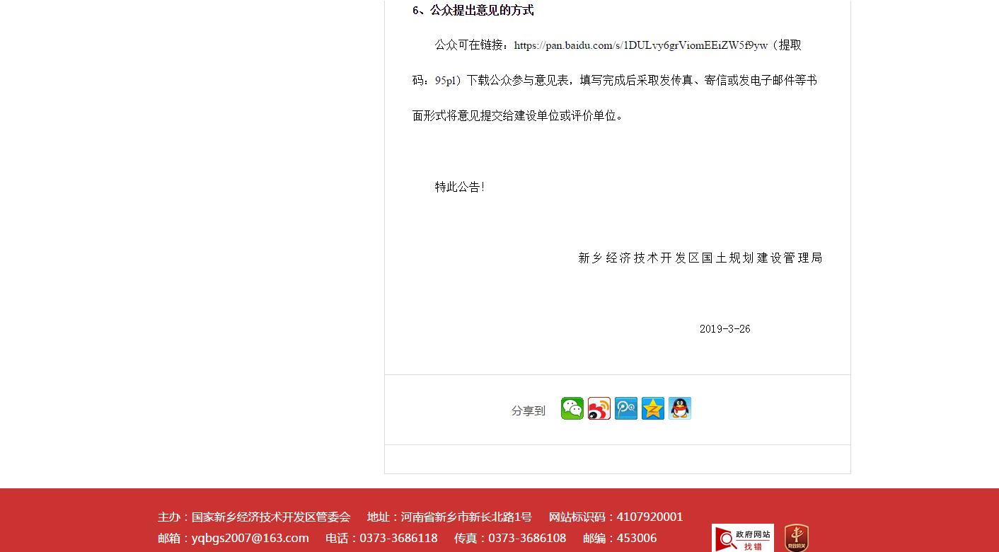 6、公众提出意见的方式
公众可在链接：https://pan.baidu.com/s/1DULvy6grViomEEiZW5f9yw（提取
码：95pl）下载公众参与意见表，填写完成后采取发传真、寄信或发电子邮件等书
面形式将意见提交给建设单位或评价单位。
特此公告！
新乡经济技术开发区国土规划建设管理局
2019-3-26
分享到
主办：国家新乡经济技术开发区管委会 地址：河南省新乡市新长北路1号 网站标识码：4107920001
邮箱：yqbgs2007@163.com 电话：0373-3686118 传真：0373-3686108 邮编：453006
政府网站
找错
党政机关